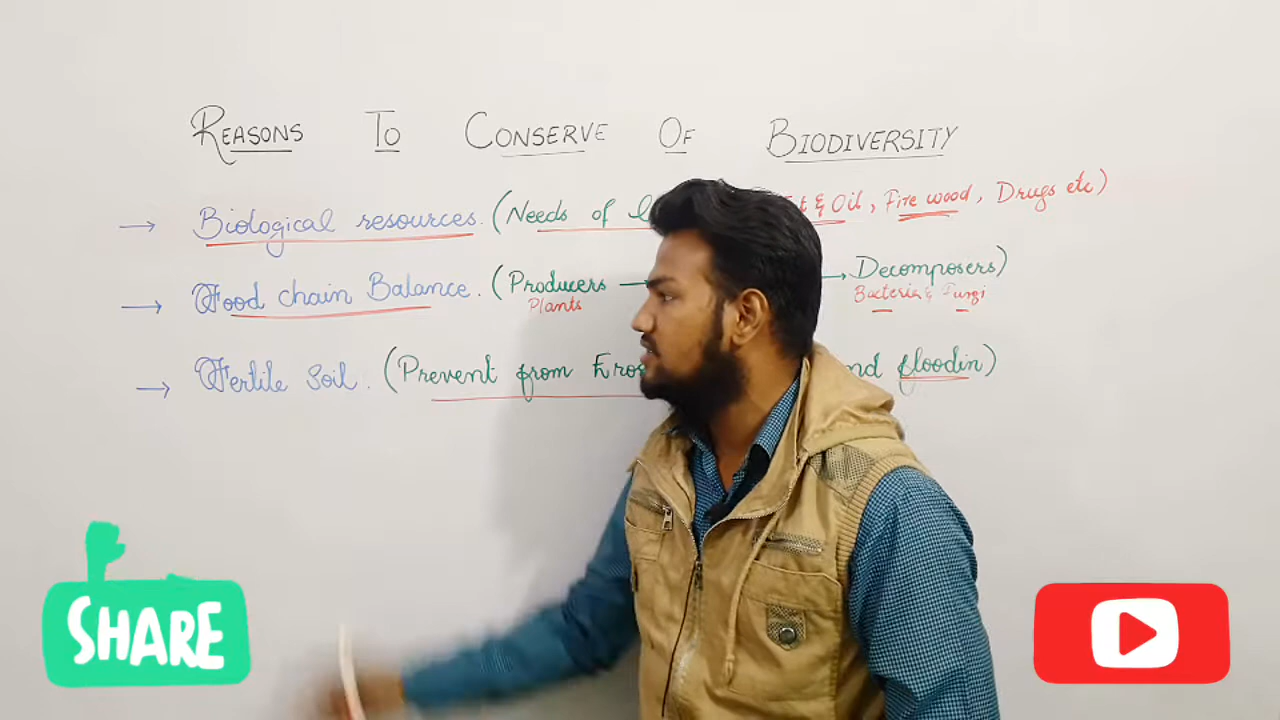 REASONS TO CONSERVE OF BIODIVERSITY
→ Biological resources. (Needs of & Oil, Fire wood, Drugs etc)
→ Food chain Balance. (Producers → → Decomposers)
Plants Bacteria & Fungi
→ Fertile Soil. (Prevent from floodin)
SHARE